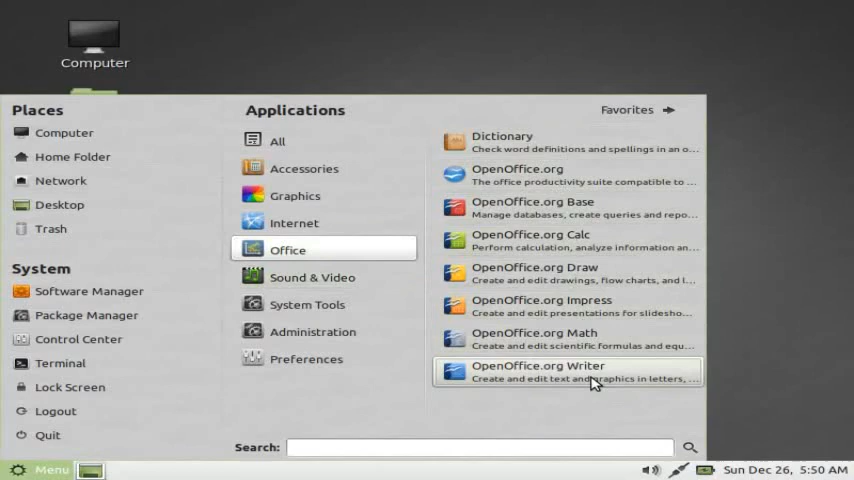 Computer
Places
Computer
Home Folder
Network
Desktop
Trash
System
Software Manager
Package Manager
Control Center
Terminal
Lock Screen
Logout
Quit
Applications
All
Accessories
Graphics
Internet
Office
Sound & Video
System Tools
Administration
Preferences
Favorites
Dictionary
Check word definitions and spellings in an o...
OpenOffice.org
The office productivity suite compatible to ...
OpenOffice.org Base
Manage databases, create queries and repo...
OpenOffice.org Calc
Perform calculation, analyze information an...
OpenOffice.org Draw
Create and edit drawings, flow charts, and l...
OpenOffice.org Impress
Create and edit presentations for slidesho...
OpenOffice.org Math
Create and edit scientific formulas and equ...
OpenOffice.org Writer
Create and edit text and graphics in letters, ...
Search:
Menu
Sun Dec 26, 5:50 AM